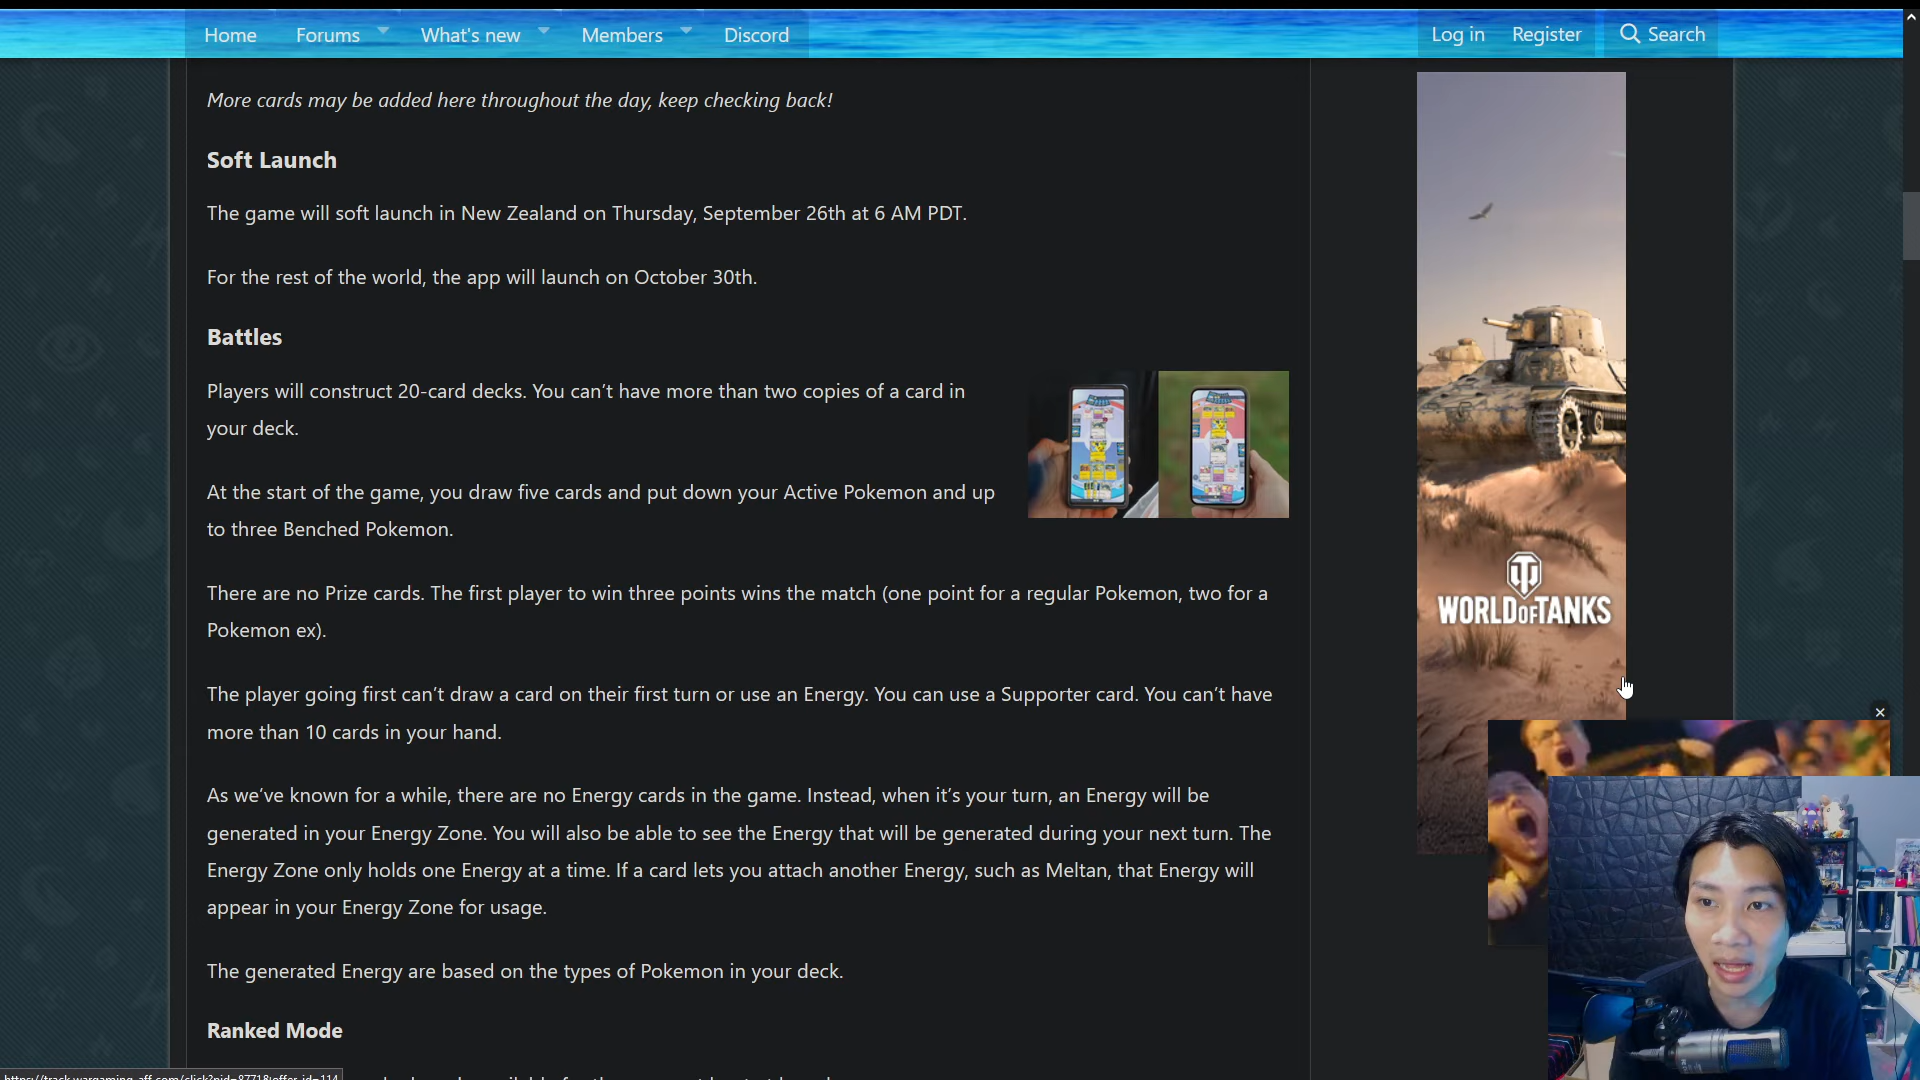 Home Forums What's new Members Discord Log in Register Search
More cards may be added here throughout the day, keep checking back!
Soft Launch
The game will soft launch in New Zealand on Thursday, September 26th at 6 AM PDT.
For the rest of the world, the app will launch on October 30th.
Battles
Players will construct 20-card decks. You can’t have more than two copies of a card in
your deck.
At the start of the game, you draw five cards and put down your Active Pokemon and up
to three Benched Pokemon.
There are no Prize cards. The first player to win three points wins the match (one point for a regular Pokemon, two for a
Pokemon ex).
The player going first can’t draw a card on their first turn or use an Energy. You can use a Supporter card. You can’t have
more than 10 cards in your hand.
As we’ve known for a while, there are no Energy cards in the game. Instead, when it’s your turn, an Energy will be
generated in your Energy Zone. You will also be able to see the Energy that will be generated during your next turn. The
Energy Zone only holds one Energy at a time. If a card lets you attach another Energy, such as Meltan, that Energy will
appear in your Energy Zone for usage.
The generated Energy are based on the types of Pokemon in your deck.
Ranked Mode
WORLD OF TANKS